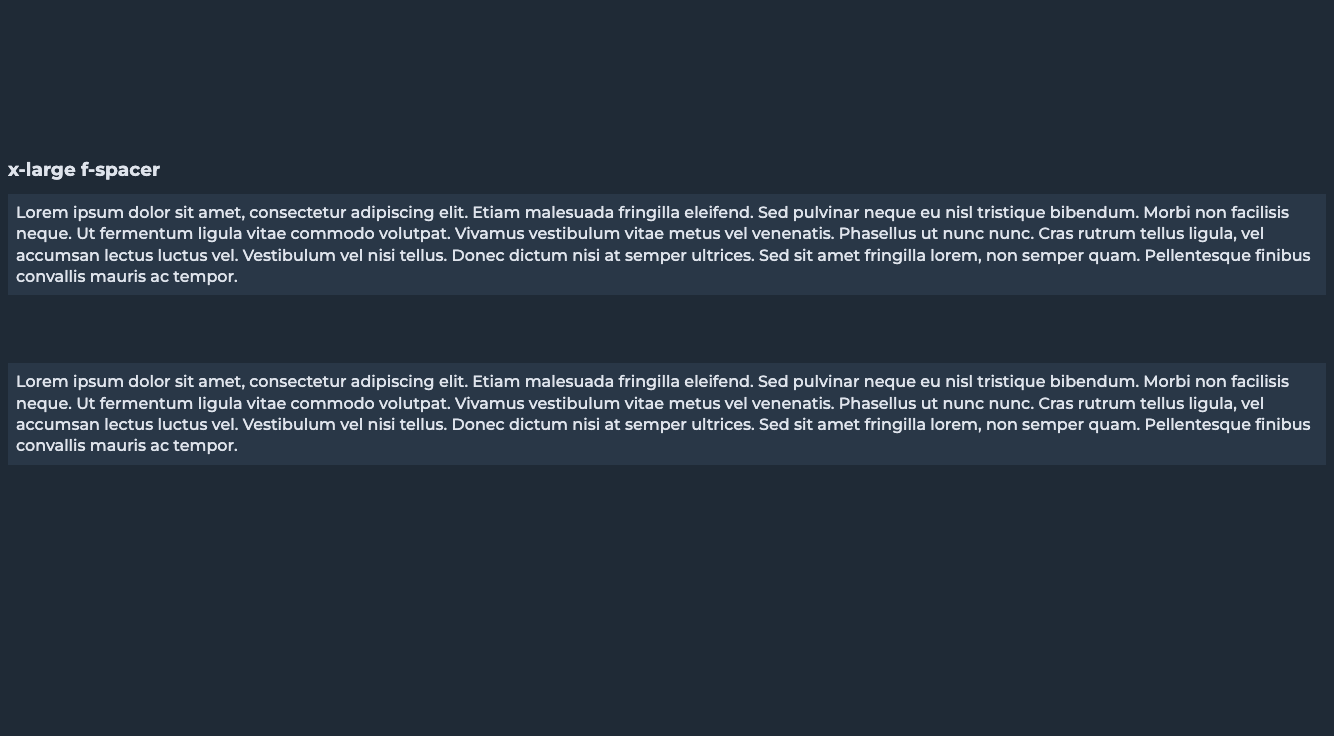 x-large f-spacer
Lorem ipsum dolor sit amet, consectetur adipiscing elit. Etiam malesuada fringilla eleifend. Sed pulvinar neque eu nisl tristique bibendum. Morbi non facilisis
neque. Ut fermentum ligula vitae commodo volutpat. Vivamus vestibulum vitae metus vel venenatis. Phasellus ut nunc nunc. Cras rutrum tellus ligula, vel
accumsan lectus luctus vel. Vestibulum vel nisi tellus. Donec dictum nisi at semper ultrices. Sed sit amet fringilla lorem, non semper quam. Pellentesque finibus
convallis mauris ac tempor.
Lorem ipsum dolor sit amet, consectetur adipiscing elit. Etiam malesuada fringilla eleifend. Sed pulvinar neque eu nisl tristique bibendum. Morbi non facilisis
neque. Ut fermentum ligula vitae commodo volutpat. Vivamus vestibulum vitae metus vel venenatis. Phasellus ut nunc nunc. Cras rutrum tellus ligula, vel
accumsan lectus luctus vel. Vestibulum vel nisi tellus. Donec dictum nisi at semper ultrices. Sed sit amet fringilla lorem, non semper quam. Pellentesque finibus
convallis mauris ac tempor.